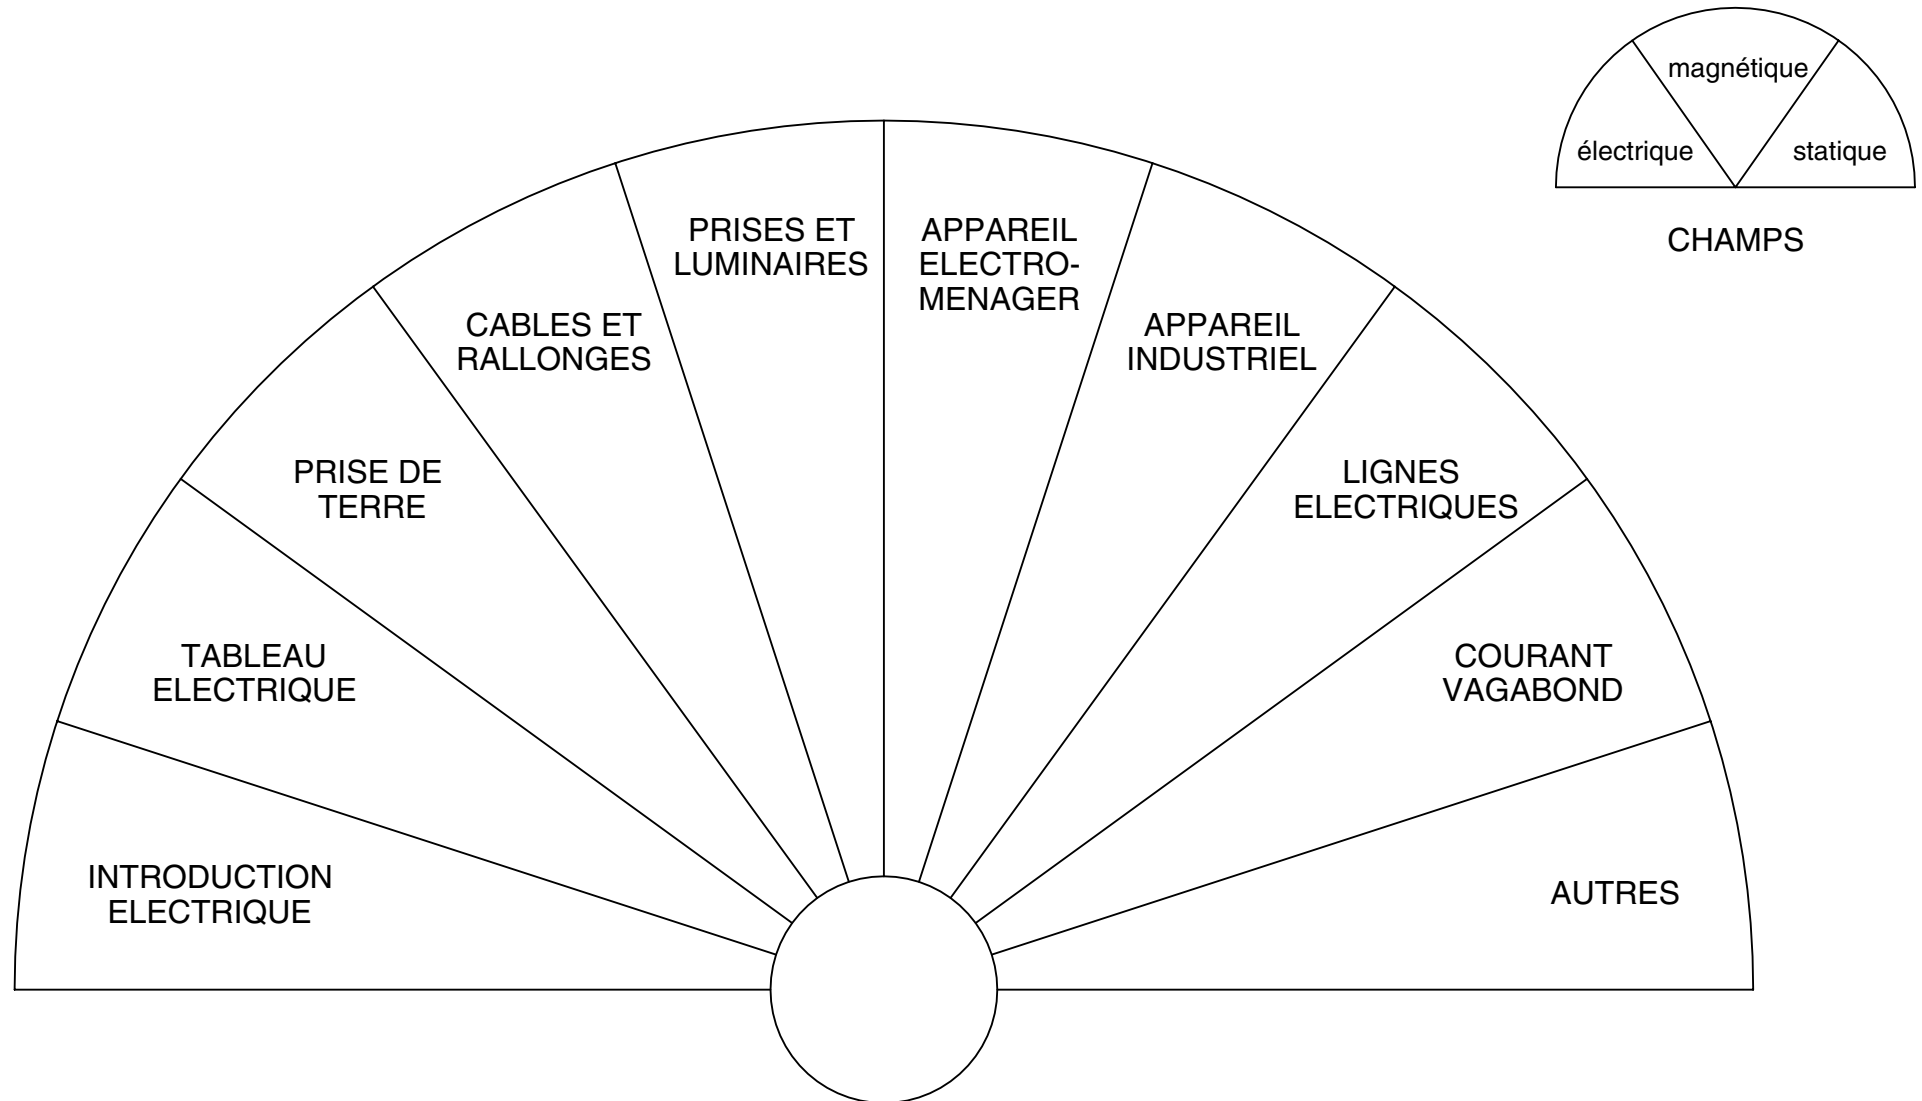 magnétique
électrique
statique
CHAMPS
INTRODUCTION
ELECTRIQUE
TABLEAU
ELECTRIQUE
PRISE DE
TERRE
CABLES ET
RALLONGES
PRISES ET
LUMINAIRES
APPAREIL
ELECTRO-
MENAGER
APPAREIL
INDUSTRIEL
LIGNES
ELECTRIQUES
COURANT
VAGABOND
AUTRES